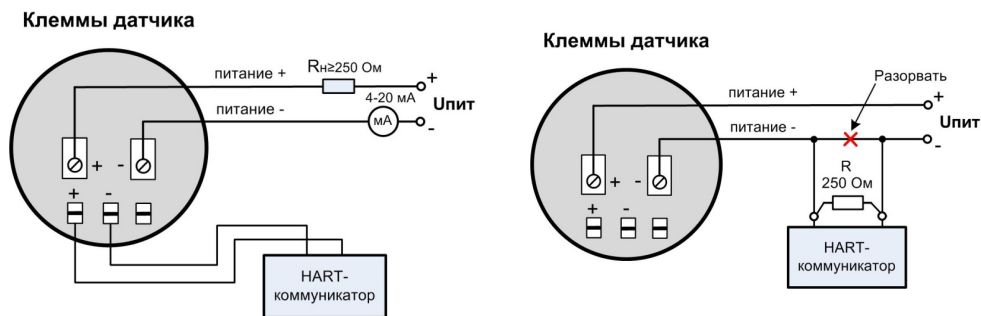 Клеммы датчика
питание +
Rн≥250 Ом
+
питание -
4-20 мА
Uпит
мА
-
+ -
+ -
HART-
коммуникатор
Клеммы датчика
Разорвать
питание +
+
питание -
Uпит
-
R
250 Ом
+ -
+ -
HART-
коммуникатор